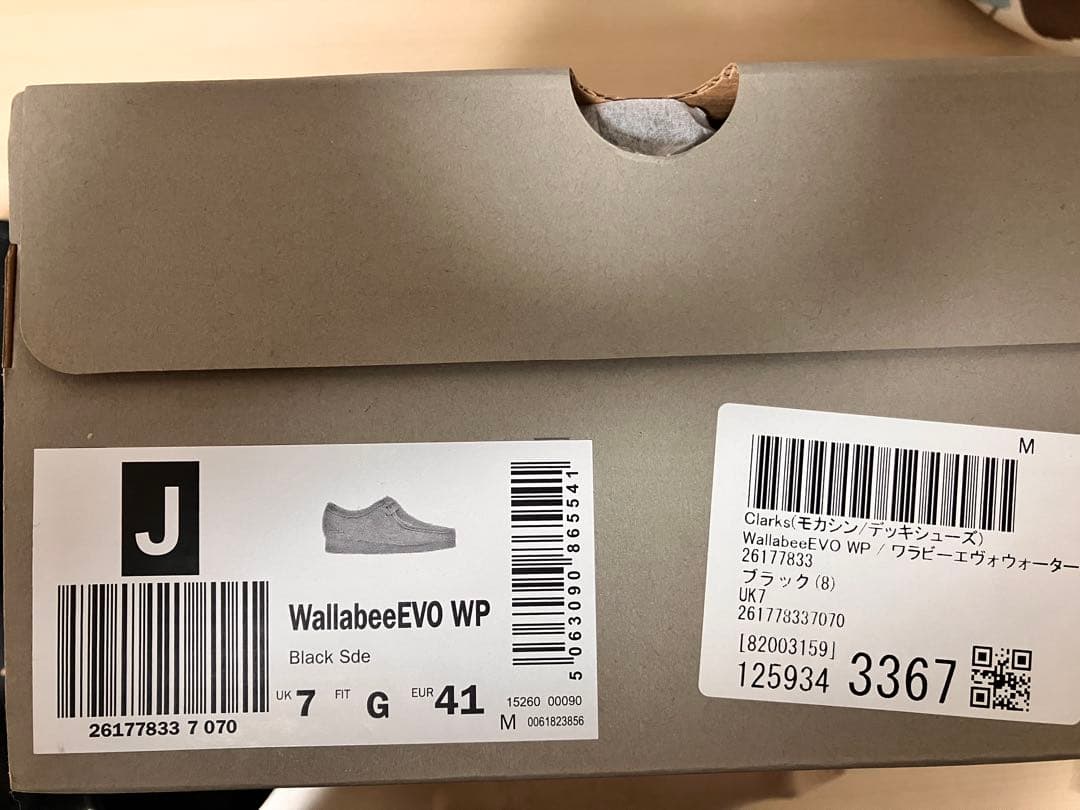 J
WallabeeEVO WP
Black Sde
UK 7 FIT G EUR 41
26177833 7 070
5 063090 865541
15260 00090
M 0061823856
M
Clarks(モカシン/デッキシューズ)
WallabeeEVO WP / ワラビーエヴォウォーター
26177833
ブラック(8)
UK7
261778337070
[82003159]
125934 3367